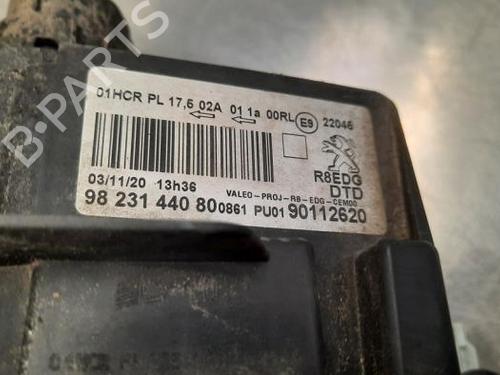 01HCR PL 17,5 02A 01 1a 00RL E9 22046
R8EDG
DTD
03/11/20 13h36
VALEO-PROJ-R8-EDG-CEM00
98 231 440 80 0861 PU01 90112620
B-PARTS